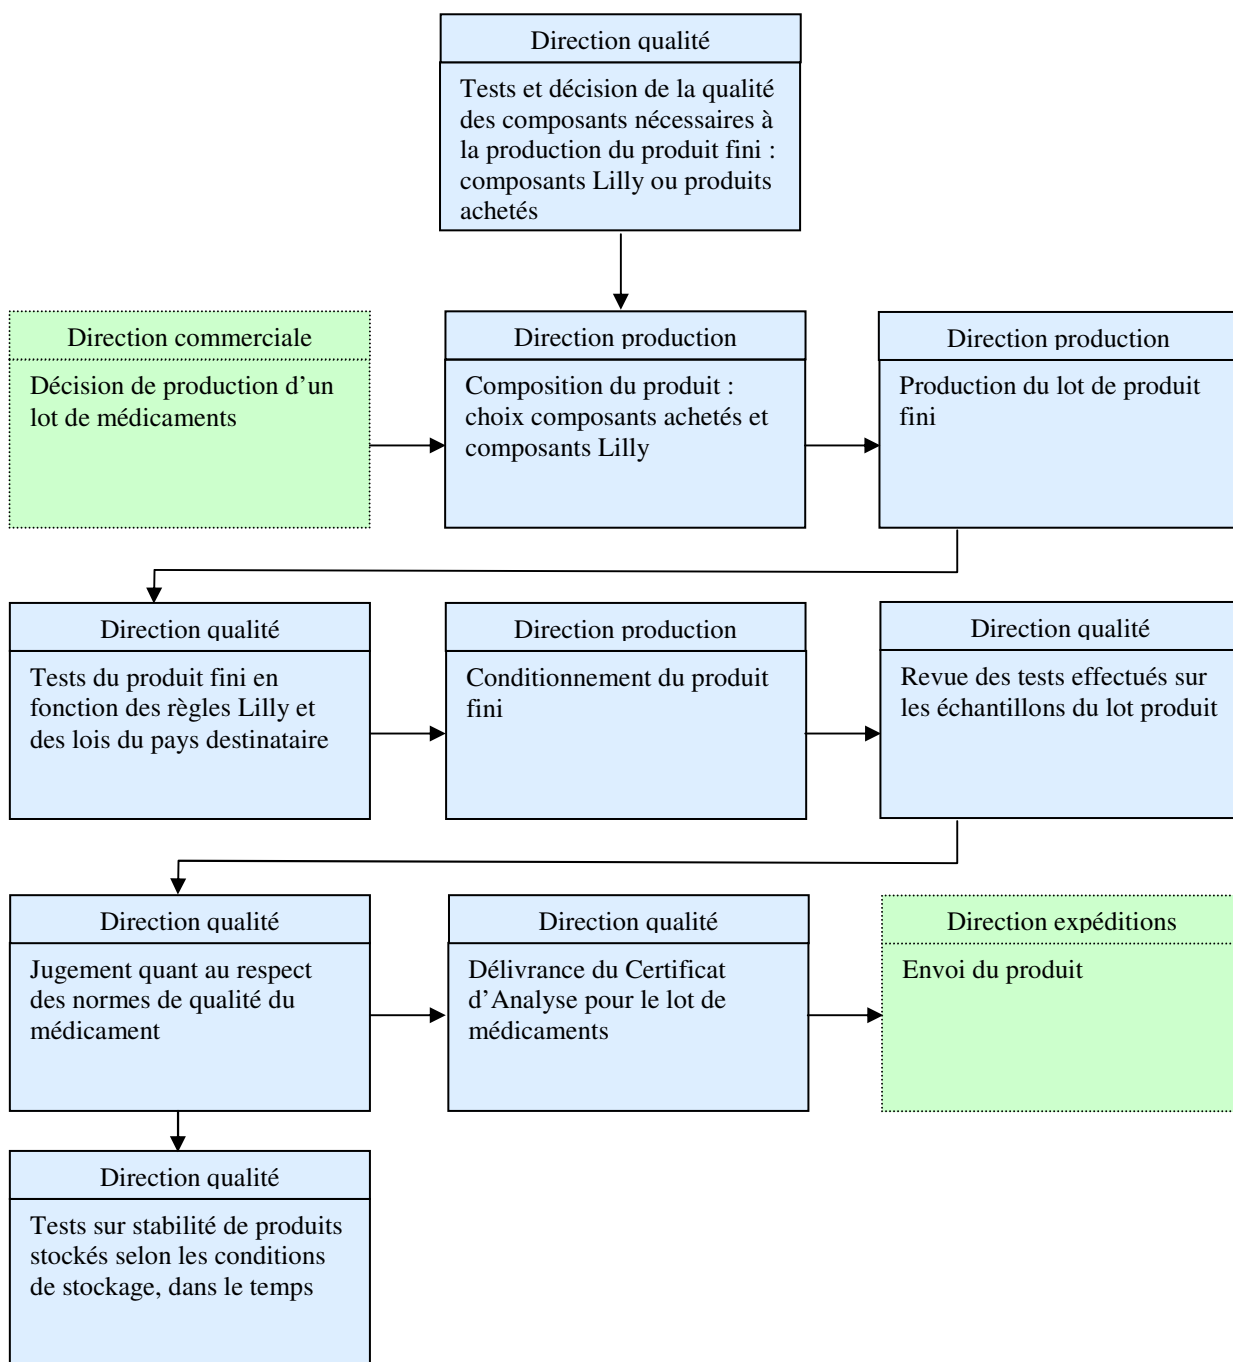 Direction qualité
Tests et décision de la qualité
des composants nécessaires à
la production du produit fini :
composants Lilly ou produits
achetés
Direction commerciale
Décision de production d’un
lot de médicaments
Direction production
Composition du produit :
choix composants achetés et
composants Lilly
Direction production
Production du lot de produit
fini
Direction qualité
Tests du produit fini en
fonction des règles Lilly et
des lois du pays destinataire
Direction production
Conditionnement du produit
fini
Direction qualité
Revue des tests effectués sur
les échantillons du lot produit
Direction qualité
Jugement quant au respect
des normes de qualité du
médicament
Direction qualité
Délivrance du Certificat
d’Analyse pour le lot de
médicaments
Direction expéditions
Envoi du produit
Direction qualité
Tests sur stabilité de produits
stockés selon les conditions
de stockage, dans le temps